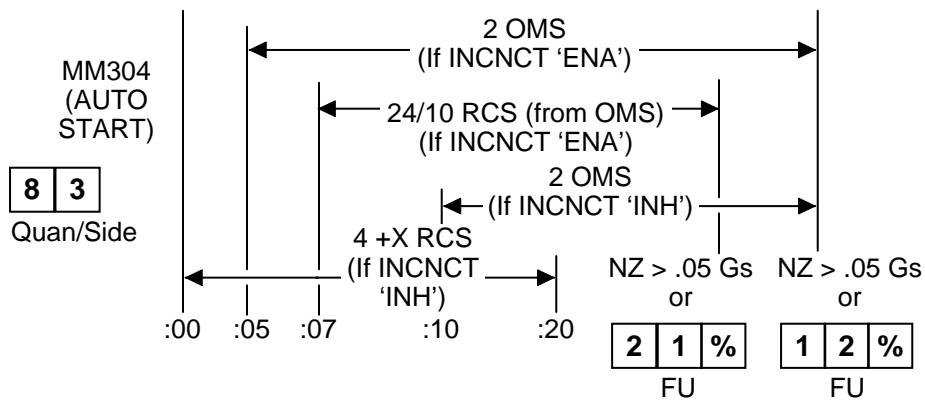 2 OMS
(If INCNCT 'ENA')
MM304
(AUTO
START)
24/10 RCS (from OMS)
(If INCNCT 'ENA')
8 3
Quan/Side
2 OMS
(If INCNCT 'INH')
4 +X RCS
(If INCNCT
'INH')
NZ > .05 Gs
or
NZ > .05 Gs
or
:00 :05 :07 :10 :20
2 1 %
FU
1 2 %
FU